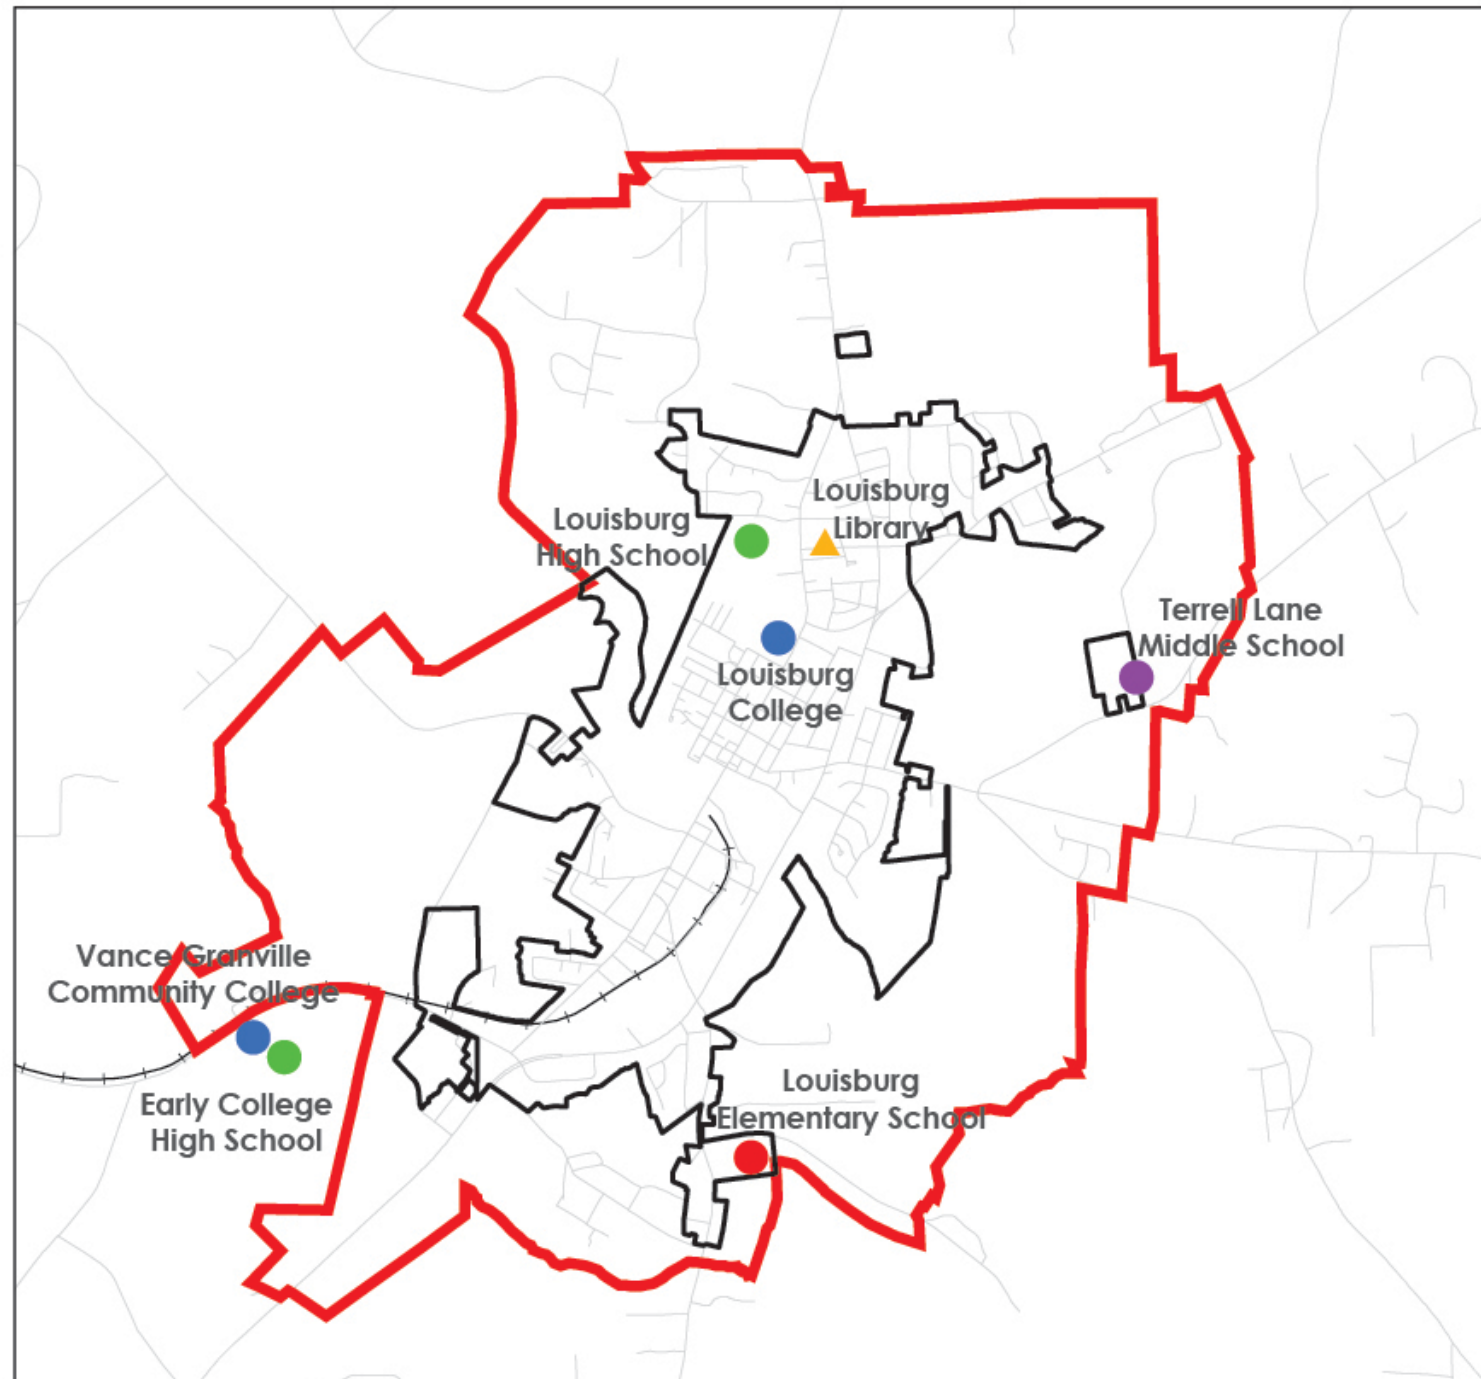 Louisburg
Library
Louisburg
High School
Terrell Lane
Middle School
Louisburg
College
Vance Granville
Community College
Louisburg
Elementary School
Early College
High School